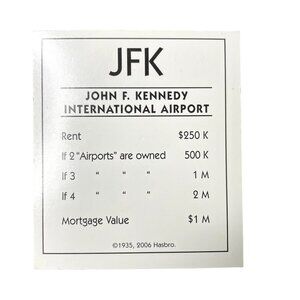 JFK
JOHN F. KENNEDY
INTERNATIONAL AIRPORT
Rent $250 K
If 2 "Airports" are owned 500 K
If 3 " " " 1 M
If 4 " " " 2 M
Mortgage Value $1 M
©1935, 2006 Hasbro.